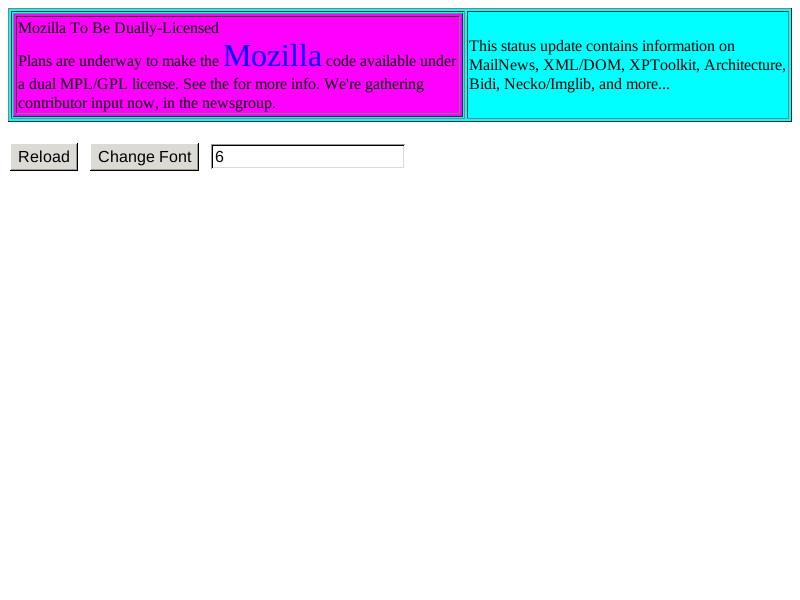 Mozilla To Be Dually-Licensed
Plans are underway to make the Mozilla code available under
a dual MPL/GPL license. See the for more info. We're gathering
contributor input now, in the newsgroup.
This status update contains information on
MailNews, XML/DOM, XPToolkit, Architecture,
Bidi, Necko/Imglib, and more...
Reload Change Font 6